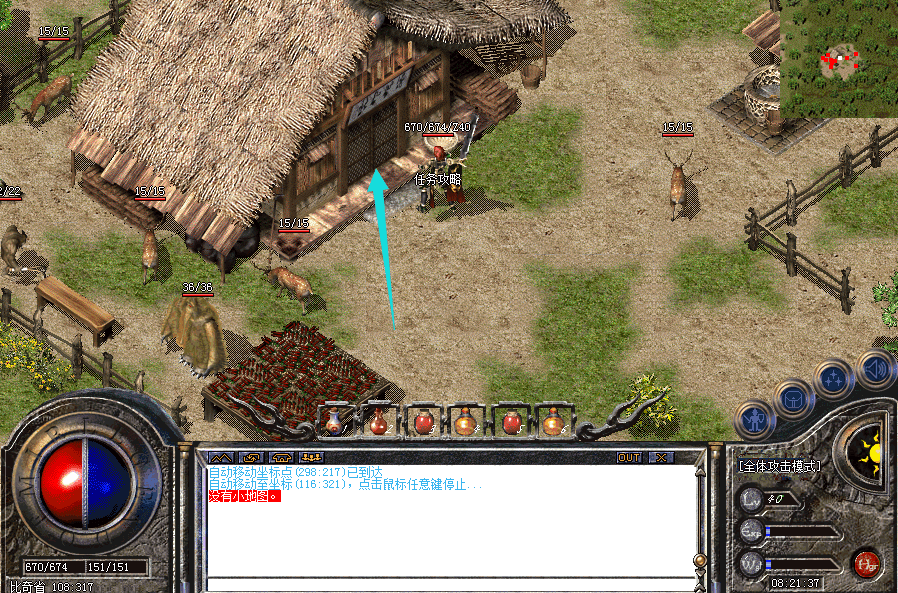 15/15
670/674/Z40
15/15
任务攻略
15/15
2/22
15/15
36/36
OUT
自动移动坐标点(298:217)已到达
自动移动至坐标(116:321)，点击鼠标任意键停止...
没有小地图。
[全体攻击模式]
40
670/674
151/151
比奇省 108:317
08:21:37